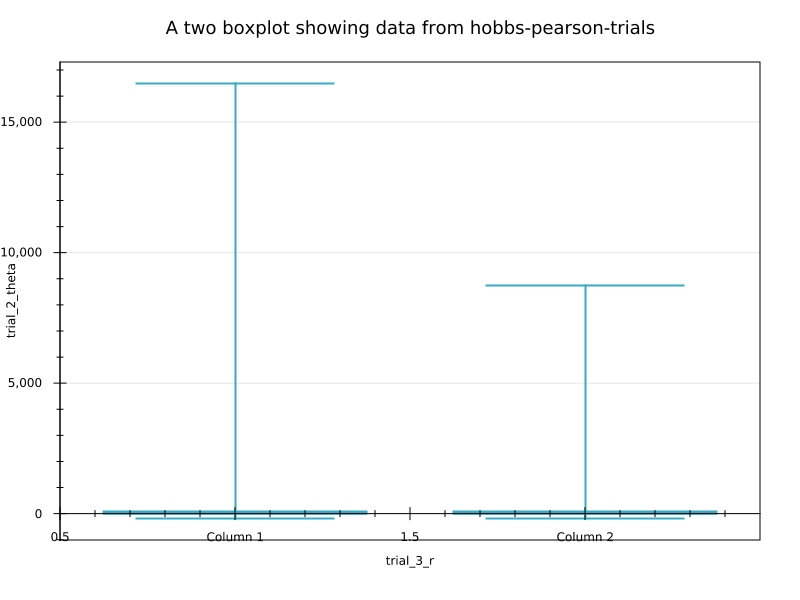 A two boxplot showing data from hobbs-pearson-trials
15,000
10,000
trial_2_theta
5,000
0
0.5
Column 1
1.5
Column 2
trial_3_r